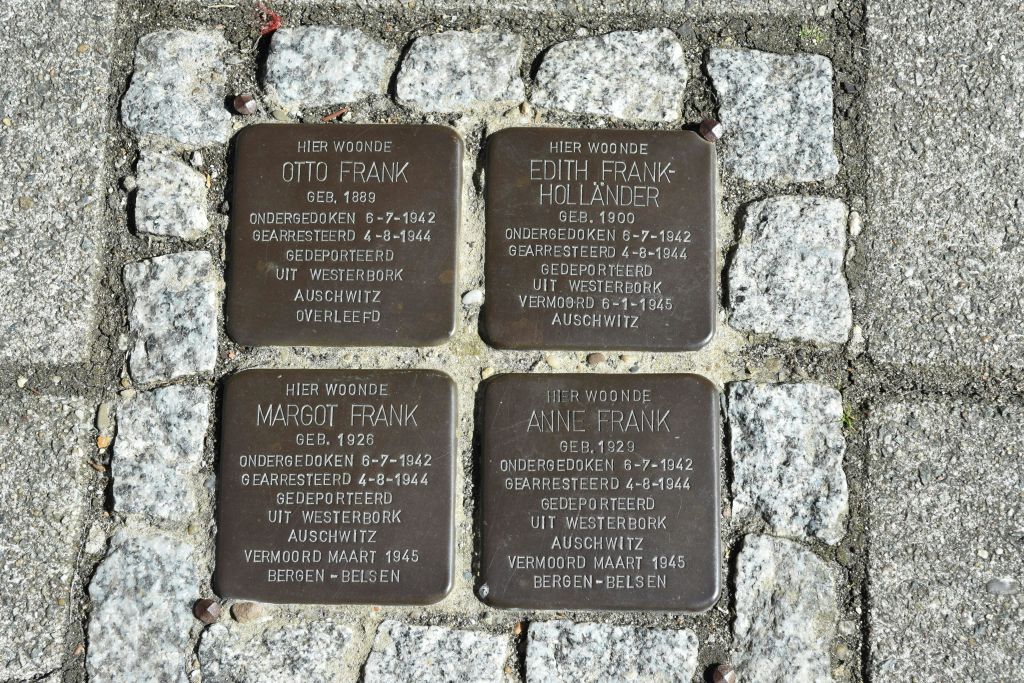 HIER WOONDE
OTTO FRANK
GEB. 1889
ONDERGEDOKEN 6-7-1942
GEARRESTEERD 4-8-1944
GEDEPORTEERD
UIT WESTERBORK
AUSCHWITZ
OVERLEEFD
HIER WOONDE
EDITH FRANK-
HOLLÄNDER
GEB. 1900
ONDERGEDOKEN 6-7-1942
GEARRESTEERD 4-8-1944
GEDEPORTEERD
UIT WESTERBORK
VERMOORD 6-1-1945
AUSCHWITZ
HIER WOONDE
MARGOT FRANK
GEB. 1926
ONDERGEDOKEN 6-7-1942
GEARRESTEERD 4-8-1944
GEDEPORTEERD
UIT WESTERBORK
AUSCHWITZ
VERMOORD MAART 1945
BERGEN-BELSEN
HIER WOONDE
ANNE FRANK
GEB. 1929
ONDERGEDOKEN 6-7-1942
GEARRESTEERD 4-8-1944
GEDEPORTEERD
UIT WESTERBORK
AUSCHWITZ
VERMOORD MAART 1945
BERGEN-BELSEN